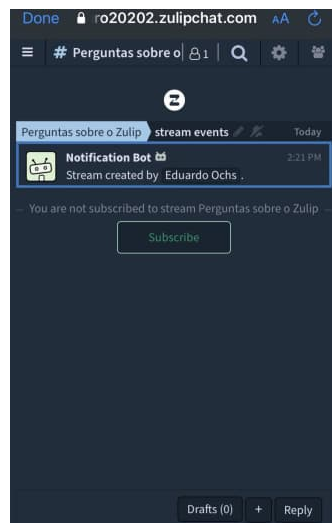 Done ro20202.zulipchat.com AA
# Perguntas sobre o 1
Perguntas sobre o Zulip stream events Today
Notification Bot 2:21 PM
Stream created by Eduardo Ochs .
You are not subscribed to stream Perguntas sobre o Zulip
Subscribe
Drafts (0) + Reply